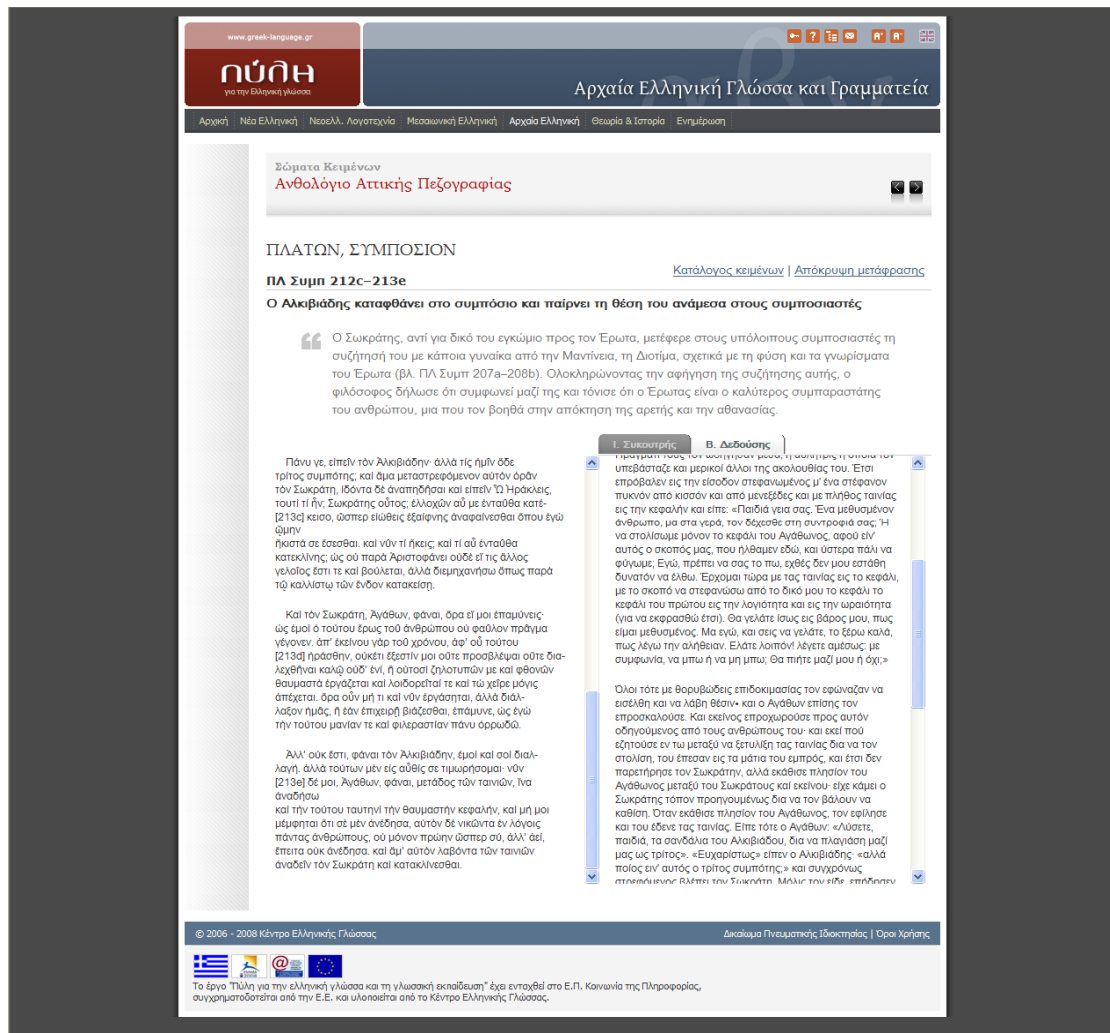 www.greek-language.gr
πύλη
για την Ελληνική γλώσσα
Αρχαία Ελληνική Γλώσσα και Γραμματεία
Αρχική Νέα Ελληνική Νεοελλ. Λογοτεχνία Μεσαιωνική Ελληνική Αρχαία Ελληνική Θεωρία & Ιστορία Ενημέρωση
Σώματα Κειμένων
Ανθολόγιο Αττικής Πεζογραφίας
ΠΛΑΤΩΝ, ΣΥΜΠΟΣΙΟΝ
Κατάλογος κειμένων | Απόκρυψη μετάφρασης
ΠΛ Συμπ 212c–213e
Ο Αλκιβιάδης καταφθάνει στο συμπόσιο και παίρνει τη θέση του ανάμεσα στους συμποσιαστές
Ο Σωκράτης, αντί για δικό του εγκώμιο προς τον Έρωτα, μετέφερε στους υπόλοιπους συμποσιαστές τη
συζήτησή του με κάποια γυναίκα από την Μαντίνεια, τη Διοτίμα, σχετικά με τη φύση και τα γνωρίσματα
του Έρωτα (βλ. ΠΛ Συμπ 207a–208b). Ολοκληρώνοντας την αφήγηση της συζήτησης αυτής, ο
φιλόσοφος δήλωσε ότι συμφωνεί μαζί της και τόνισε ότι ο Έρωτας είναι ο καλύτερος συμπαραστάτης
του ανθρώπου, μια που τον βοηθά στην απόκτηση της αρετής και την αθανασίας.
Ι. Συκουτρής Β. Δεδούσης
Πάνυ γε, εἰπεῖν τὸν Ἀλκιβιάδην· ἀλλὰ τίς ἡμῖν ὅδε
τρίτος συμπότης; καὶ ἅμα μεταστρεφόμενον αὐτὸν ὁρᾶν
τὸν Σωκράτη, ἰδόντα δὲ ἀναπηδῆσαι καὶ εἰπεῖν Ὦ Ἡράκλεις,
τουτὶ τί ἦν; Σωκράτης οὗτος; ἐλλοχῶν αὖ με ἐνταῦθα κατέ-
[213c] κεισο, ὥσπερ εἰώθεις ἐξαίφνης ἀναφαίνεσθαι ὅπου ἐγὼ
ᾤμην
ἥκιστά σε ἔσεσθαι. καὶ νῦν τί ἥκεις; καὶ τί αὖ ἐνταῦθα
κατεκλίνης; ὡς οὐ παρὰ Ἀριστοφάνει οὐδὲ εἴ τις ἄλλος
γελοῖος ἔστι τε καὶ βούλεται, ἀλλὰ διεμηχανήσω ὅπως παρὰ
τῷ καλλίστῳ τῶν ἔνδον κατακείσῃ.
Καὶ τὸν Σωκράτη, Ἀγάθων, φάναι, ὅρα εἴ μοι ἐπαμύνεις·
ὡς ἐμοὶ ὁ τούτου ἔρως τοῦ ἀνθρώπου οὐ φαῦλον πρᾶγμα
γέγονεν. ἀπ' ἐκείνου γὰρ τοῦ χρόνου, ἀφ' οὗ τούτου
[213d] ἠράσθην, οὐκέτι ἔξεστίν μοι οὔτε προσβλέψαι οὔτε δια-
λεχθῆναι καλῷ οὐδ' ἑνί, ἢ οὑτοσὶ ζηλοτυπῶν με καὶ φθονῶν
θαυμαστὰ ἐργάζεται καὶ λοιδορεῖταί τε καὶ τὼ χεῖρε μόγις
ἀπέχεται. ὅρα οὖν μή τι καὶ νῦν ἐργάσηται, ἀλλὰ διάλ-
λαξον ἡμᾶς, ἢ ἐὰν ἐπιχειρῇ βιάζεσθαι, ἐπάμυνε, ὡς ἐγὼ
τὴν τούτου μανίαν τε καὶ φιλεραστίαν πάνυ ὀρρωδῶ.
Ἀλλ' οὐκ ἔστι, φάναι τὸν Ἀλκιβιάδην, ἐμοὶ καὶ σοὶ διαλ-
λαγή. ἀλλὰ τούτων μὲν εἰς αὖθίς σε τιμωρήσομαι· νῦν
[213e] δέ μοι, Ἀγάθων, φάναι, μετάδος τῶν ταινιῶν, ἵνα
ἀναδήσω
καὶ τὴν τούτου ταυτηνὶ τὴν θαυμαστὴν κεφαλήν, καὶ μή μοι
μέμφηται ὅτι σὲ μὲν ἀνέδησα, αὐτὸν δὲ νικῶντα ἐν λόγοις
πάντας ἀνθρώπους, οὐ μόνον πρώην ὥσπερ σύ, ἀλλ' ἀεί,
ἔπειτα οὐκ ἀνέδησα. καὶ ἅμ' αὐτὸν λαβόντα τῶν ταινιῶν
ἀναδεῖν τὸν Σωκράτη καὶ κατακλίνεσθαι.
Πράγματι τους τον ωδήγησαν μέσα, η αυλητρίς η οποία τον
υπεβάσταζε και μερικοί άλλοι της ακολουθίας του. Έτσι
επρόβαλεν εις την είσοδον στεφανωμένος μ' ένα στέφανον
πυκνόν από κισσόν και από μενεξέδες και με πλήθος ταινίας
εις την κεφαλήν και είπε: «Παιδιά γεια σας. Ένα μεθυσμένον
άνθρωπο, μα στα γερά, τον δέχεσθε στη συντροφιά σας; Ή
να στολίσωμε μόνον το κεφάλι του Αγάθωνος, αφού είν'
αυτός ο σκοπός μας, που ήλθαμεν εδώ, και ύστερα πάλι να
φύγωμε; Εγώ, πρέπει να σας το πω, εχθές δεν μου εστάθη
δυνατόν να έλθω. Έρχομαι τώρα με τας ταινίας εις το κεφάλι,
με το σκοπό να στεφανώσω από το δικό μου το κεφάλι το
κεφάλι του πρώτου εις την λογιότητα και εις την ωραιότητα
(για να εκφρασθώ έτσι). Θα γελάτε ίσως εις βάρος μου, πως
είμαι μεθυσμένος. Μα εγώ, και σεις να γελάτε, το ξέρω καλά,
πως λέγω την αλήθειαν. Ελάτε λοιπόν! λέγετε αμέσως: με
συμφωνία, να μπω ή να μη μπω; Θα πιήτε μαζί μου ή όχι;»
Όλοι τότε με θορυβώδεις επιδοκιμασίας τον εφώναζαν να
εισέλθη και να λάβη θέσιν• και ο Αγάθων επίσης τον
επροσκαλούσε. Και εκείνος επροχωρούσε προς αυτόν
οδηγούμενος από τους ανθρώπους του· και εκεί πού
εζητούσε εν τω μεταξύ να ξετυλίξη τας ταινίας δια να τον
στολίση, του έπεσαν εις τα μάτια του εμπρός, και έτσι δεν
παρετήρησε τον Σωκράτην, αλλά εκάθισε πλησίον του
Αγάθωνος μεταξύ του Σωκράτους καί εκείνου· είχε κάμει ο
Σωκράτης τόπον προηγουμένως δια να τον βάλουν να
καθίση. Όταν εκάθισε πλησίον του Αγάθωνος, τον εφίλησε
και του έδενε τας ταινίας. Είπε τότε ο Αγάθων: «Λύσετε,
παιδιά, τα σανδάλια του Αλκιβιάδου, δια να πλαγιάση μαζί
μας ως τρίτος». «Ευχαρίστως» είπεν ο Αλκιβιάδης· «αλλά
ποίος ειν' αυτός ο τρίτος συμπότης;» και συγχρόνως
στρεφόμενος βλέπει τον Σωκράτη. Μόλις τον είδε, επήδησεν
© 2006 - 2008 Κέντρο Ελληνικής Γλώσσας
Δικαίωμα Πνευματικής Ιδιοκτησίας | Όροι Χρήσης
Το έργο "Πύλη για την ελληνική γλώσσα και τη γλωσσική εκπαίδευση" έχει ενταχθεί στο Ε.Π. Κοινωνία της Πληροφορίας,
συγχρηματοδοτείται από την Ε.Ε. και υλοποιείται από το Κέντρο Ελληνικής Γλώσσας.